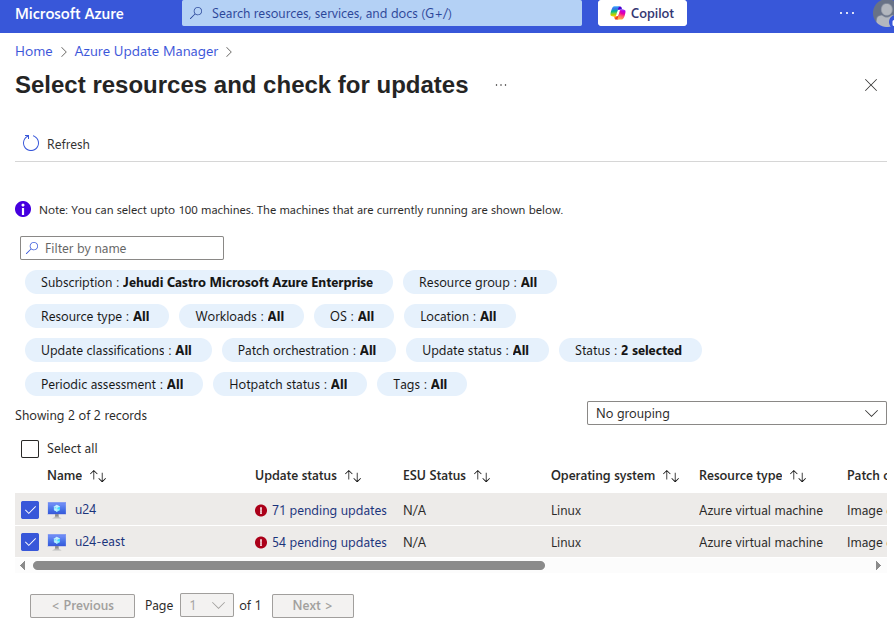 Microsoft Azure
Search resources, services, and docs (G+/)
Copilot
Home > Azure Update Manager >
Select resources and check for updates
Refresh
Note: You can select upto 100 machines. The machines that are currently running are shown below.
Filter by name
Subscription : Jehudi Castro Microsoft Azure Enterprise
Resource group : All
Resource type : All
Workloads : All
OS : All
Location : All
Update classifications : All
Patch orchestration : All
Update status : All
Status : 2 selected
Periodic assessment : All
Hotpatch status : All
Tags : All
Showing 2 of 2 records
No grouping
Select all
Name Update status ESU Status Operating system Resource type Patch
u24 71 pending updates N/A Linux Azure virtual machine Image
u24-east 54 pending updates N/A Linux Azure virtual machine Image
< Previous Page 1 of 1 Next >